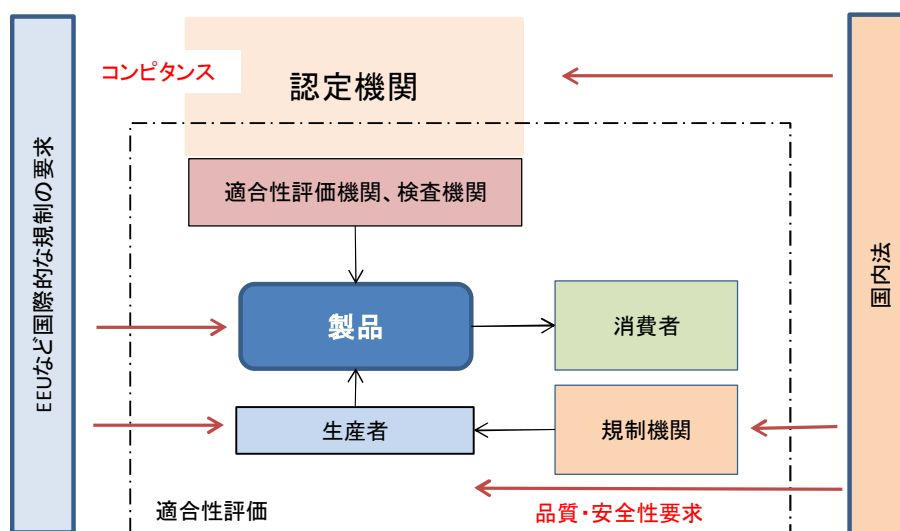 EEUなど国際的な規制の要求
コンピタンス
認定機関
適合性評価機関、検査機関
製品
消費者
生産者
規制機関
適合性評価
品質・安全性要求
国内法